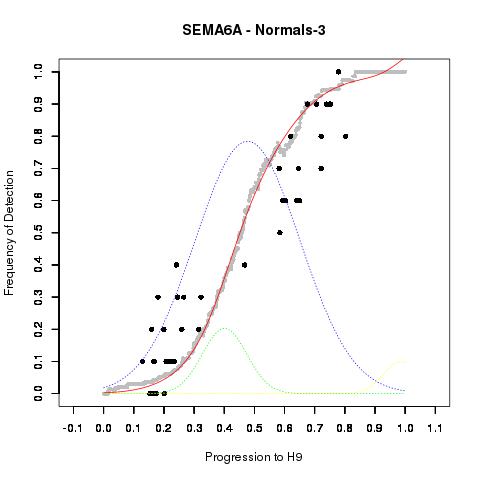 SEMA6A - Normals-3
Frequency of Detection
1.0
0.9
0.8
0.7
0.6
0.5
0.4
0.3
0.2
0.1
0.0
-0.1 0.0 0.1 0.2 0.3 0.4 0.5 0.6 0.7 0.8 0.9 1.0 1.1
Progression to H9